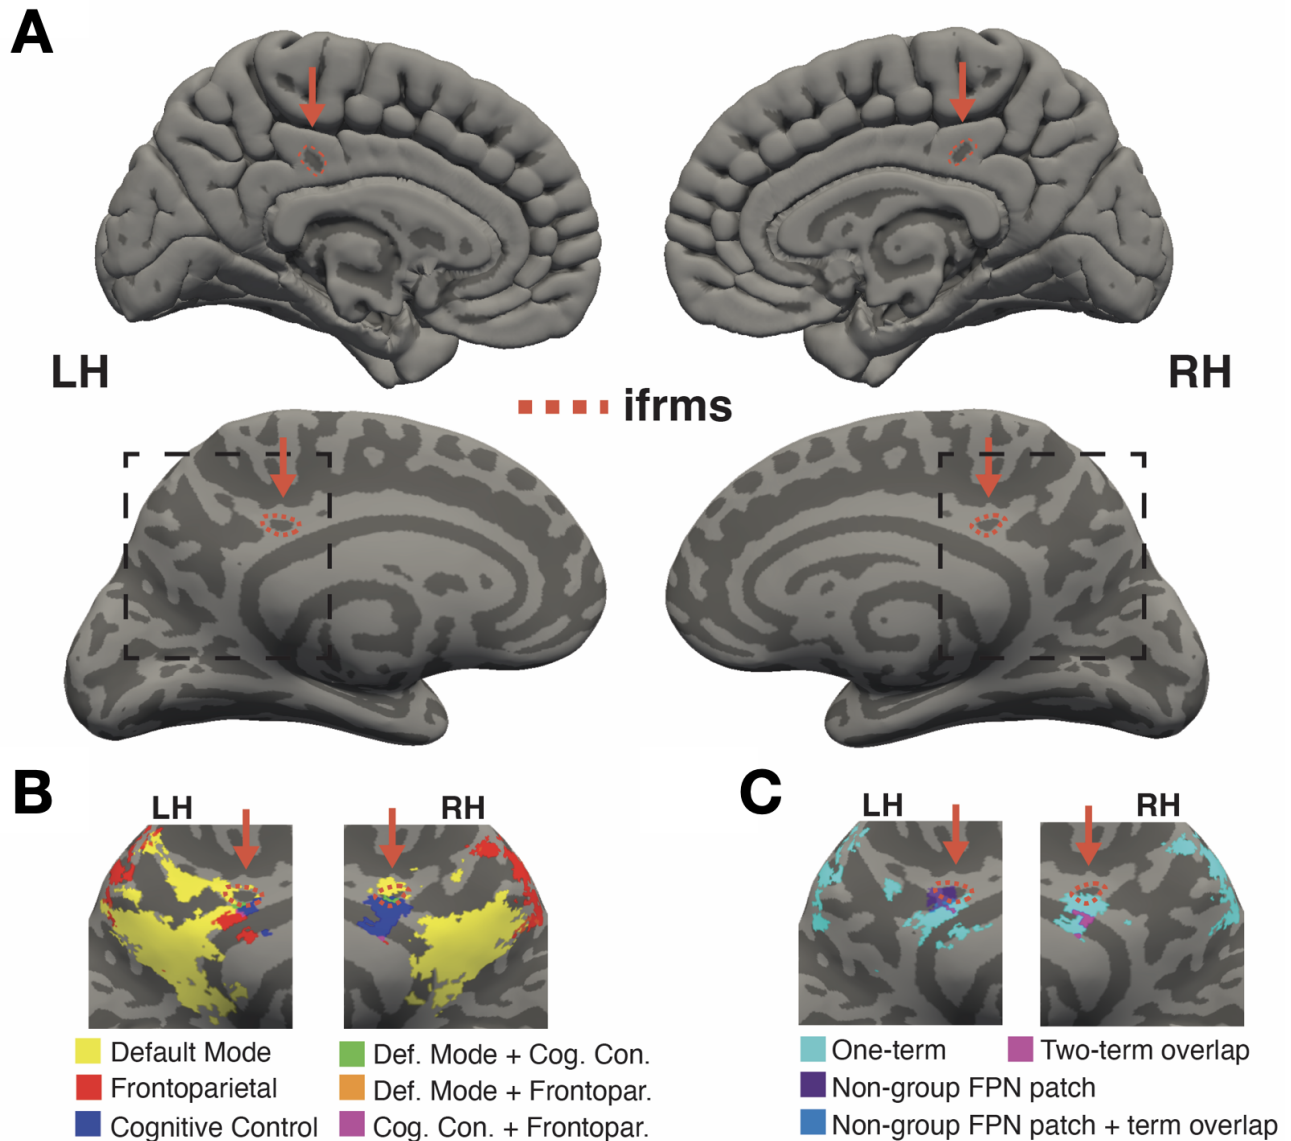 A
LH
RH
ifrms
B
LH
RH
C
LH
RH
Default Mode
Frontoparietal
Cognitive Control
Def. Mode + Cog. Con.
Def. Mode + Frontopar.
Cog. Con. + Frontopar.
One-term
Two-term overlap
Non-group FPN patch
Non-group FPN patch + term overlap